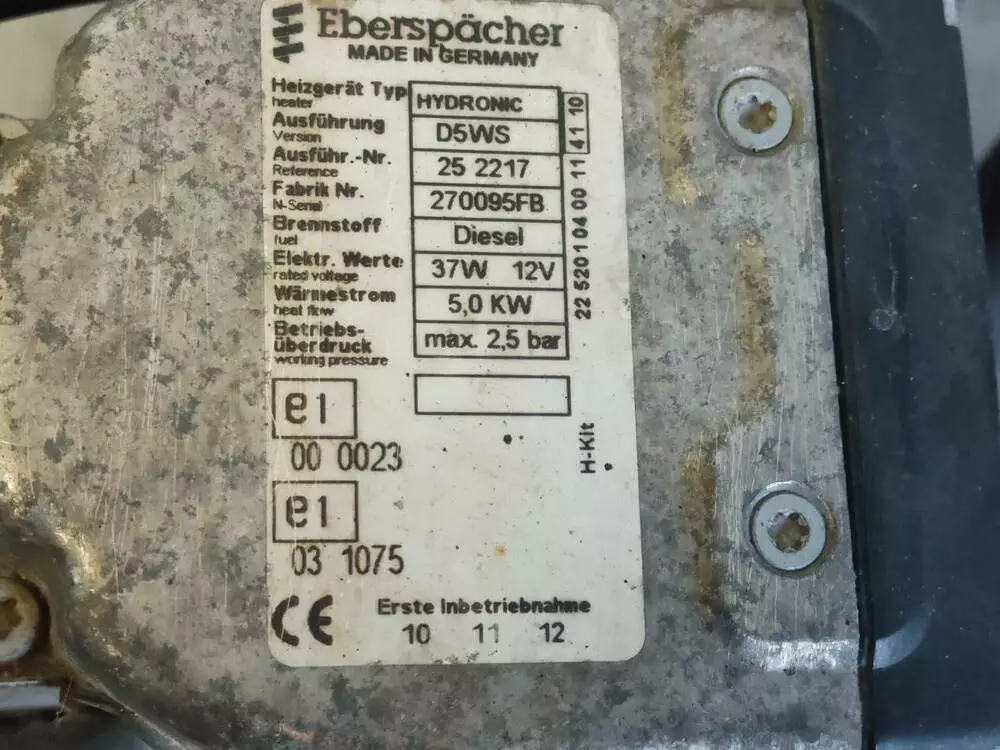 Eberspächer
MADE IN GERMANY
Heizgerät Typ HYDRONIC
heater
Ausführung D5WS
Version
Ausführ.-Nr. 25 2217
Reference
Fabrik Nr. 270095FB
N-Serial
Brennstoff Diesel
fuel
Elektr. Werte 37W 12V
rated voltage
Wärmestrom 5,0 KW
heat flow
Betriebs-
überdruck max. 2,5 bar
working pressure
22 5201 04 00 11 41 10
e1
00 0023
H-Kit
e1
03 1075
CE Erste Inbetriebnahme
10 11 12